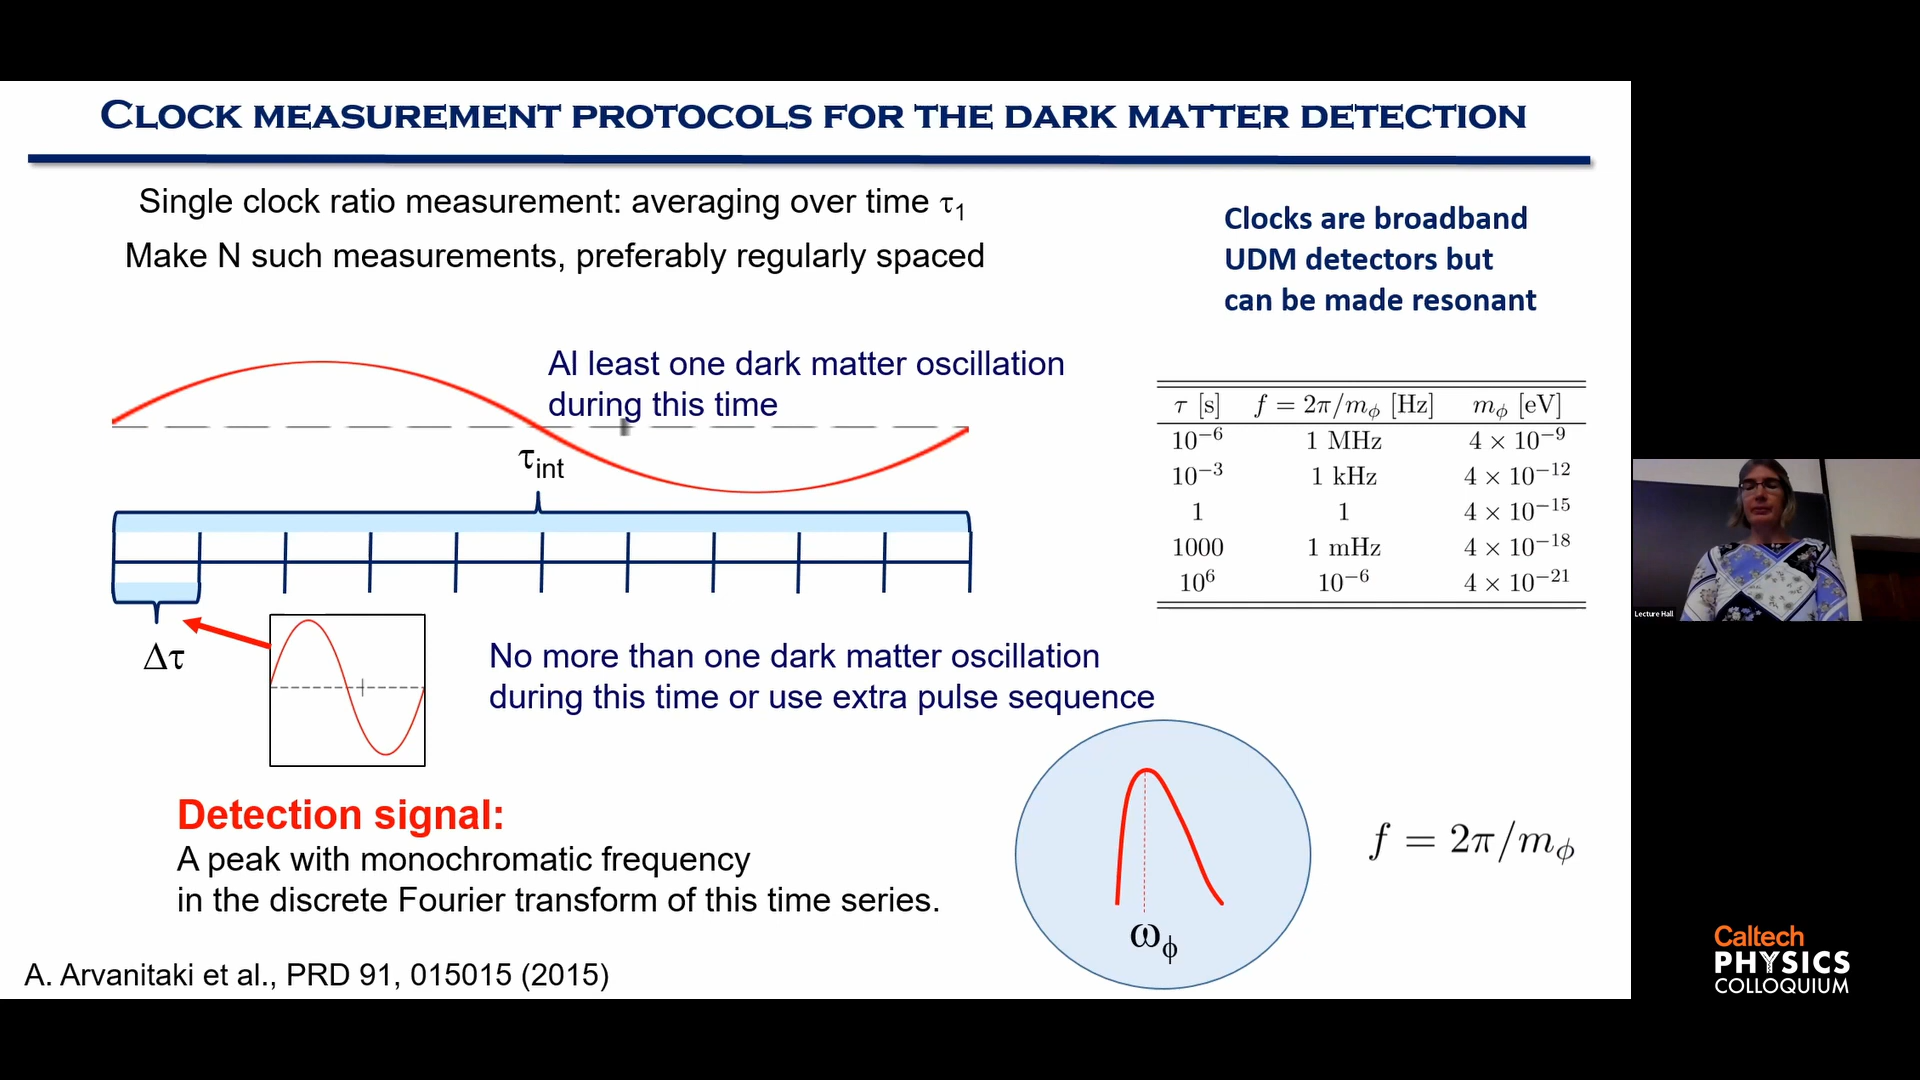 CLOCK MEASUREMENT PROTOCOLS FOR THE DARK MATTER DETECTION
Single clock ratio measurement: averaging over time τ1
Make N such measurements, preferably regularly spaced
Clocks are broadband
UDM detectors but
can be made resonant
Al least one dark matter oscillation
during this time
τint
τ [s] f = 2π/mϕ [Hz] mϕ [eV]
10⁻⁶ 1 MHz 4 × 10⁻⁹
10⁻³ 1 kHz 4 × 10⁻¹²
1 1 4 × 10⁻¹⁵
1000 1 mHz 4 × 10⁻¹⁸
10⁶ 10⁻⁶ 4 × 10⁻²¹
Δτ
No more than one dark matter oscillation
during this time or use extra pulse sequence
Detection signal:
A peak with monochromatic frequency
in the discrete Fourier transform of this time series.
ωϕ
f = 2π/mϕ
A. Arvanitaki et al., PRD 91, 015015 (2015)
Lecture Hall
Caltech
PHYSICS
COLLOQUIUM